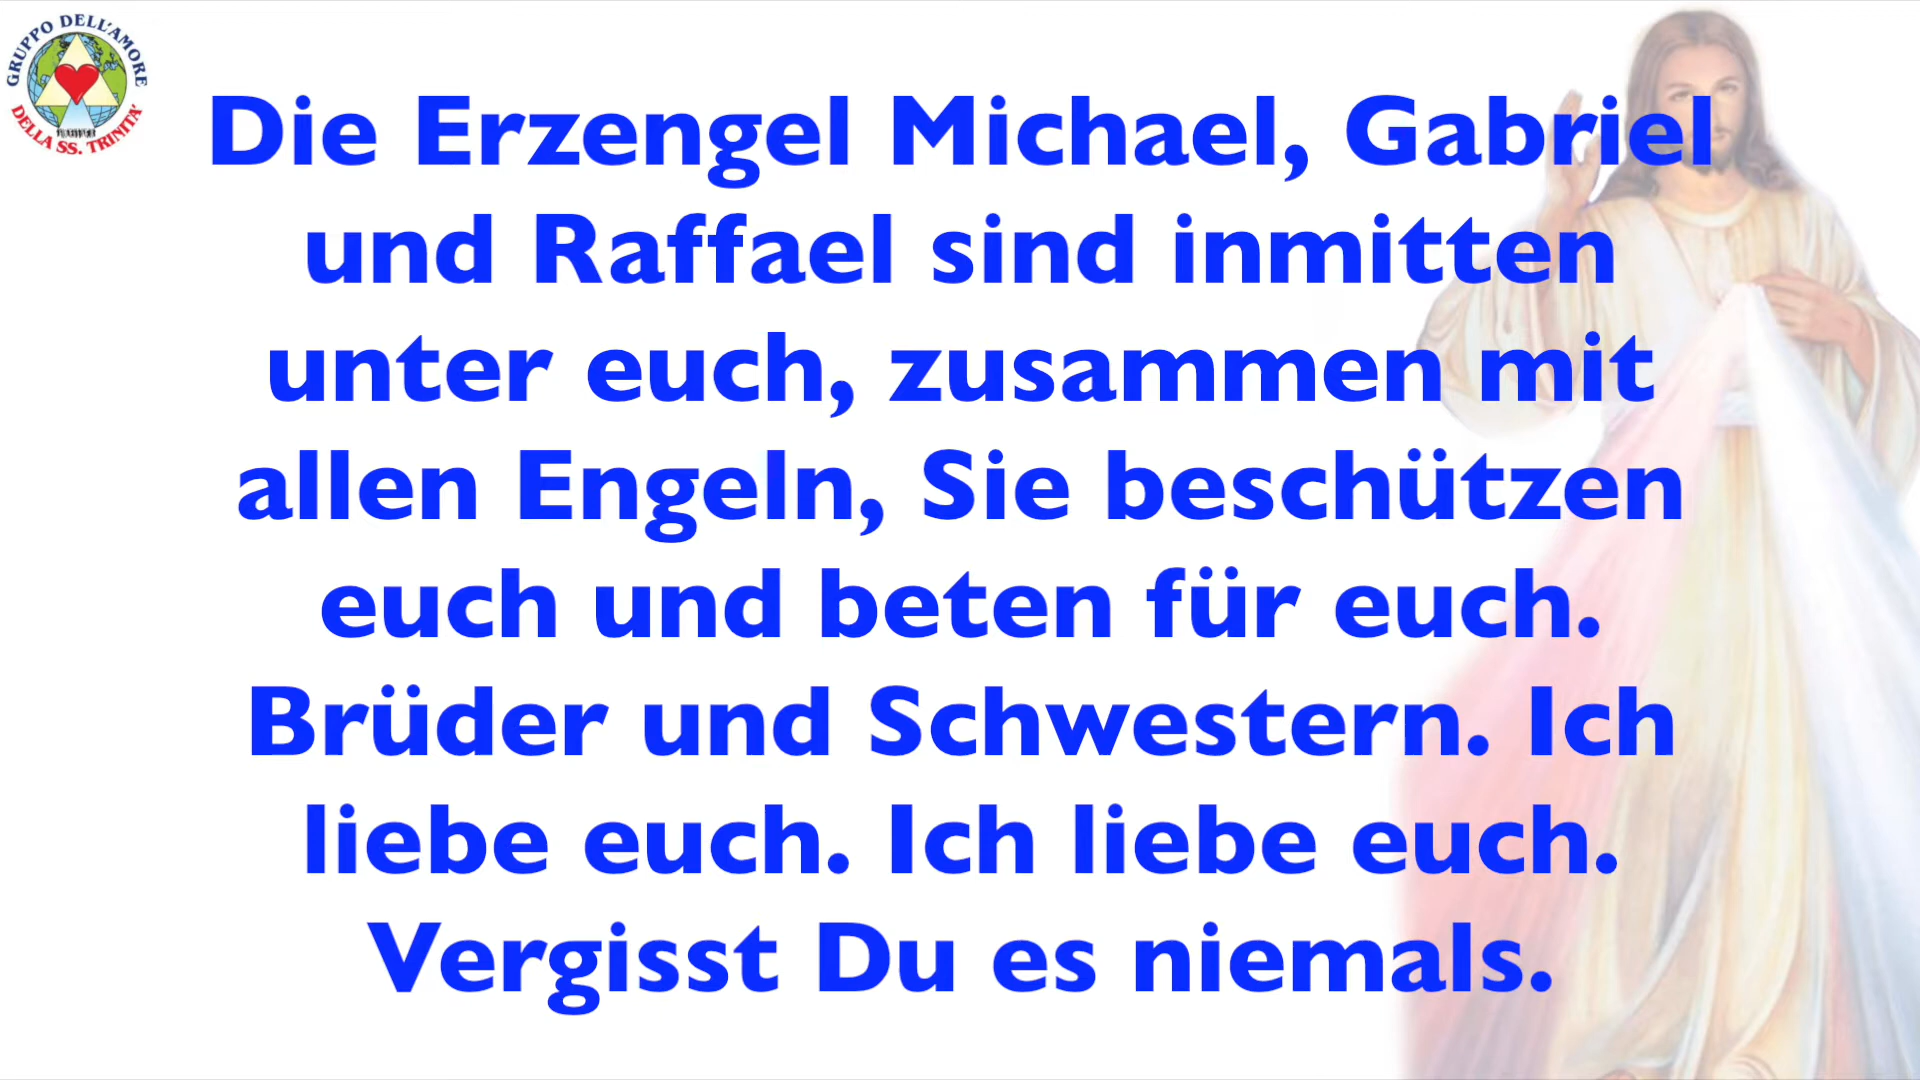 GRUPPO DELL'AMORE
DELLA SS. TRINITA'
Die Erzengel Michael, Gabriel
und Raffael sind inmitten
unter euch, zusammen mit
allen Engeln, Sie beschützen
euch und beten für euch.
Brüder und Schwestern. Ich
liebe euch. Ich liebe euch.
Vergisst Du es niemals.